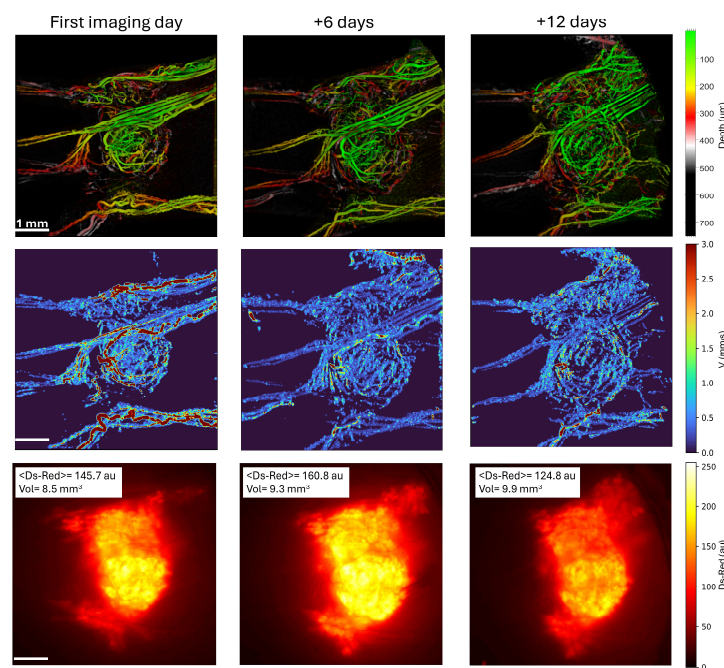 First imaging day
+6 days
+12 days
1 mm
100
200
300
400
500
600
700
Depth (µm)
3.0
2.5
2.0
1.5
1.0
0.5
0.0
V (mms)
<Ds-Red>= 145.7 au
Vol= 8.5 mm³
<Ds-Red>= 160.8 au
Vol= 9.3 mm³
<Ds-Red>= 124.8 au
Vol= 9.9 mm³
250
200
150
100
50
0
Ds-Red (au)